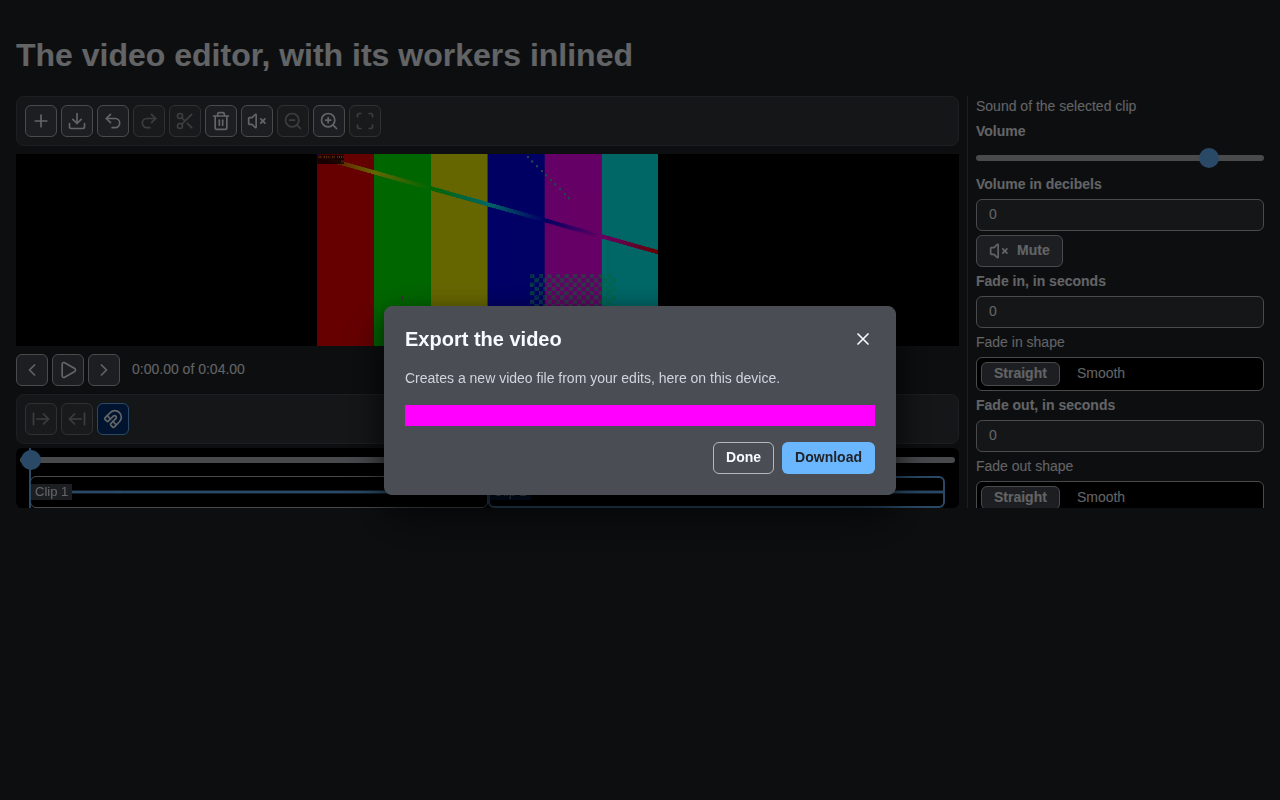 The video editor, with its workers inlined
Sound of the selected clip
Volume
Volume in decibels
0
Mute
Fade in, in seconds
0
Fade in shape
Straight Smooth
Fade out, in seconds
0
Fade out shape
Straight Smooth
0:00.00 of 0:04.00
Clip 1
Export the video
Creates a new video file from your edits, here on this device.
Done Download